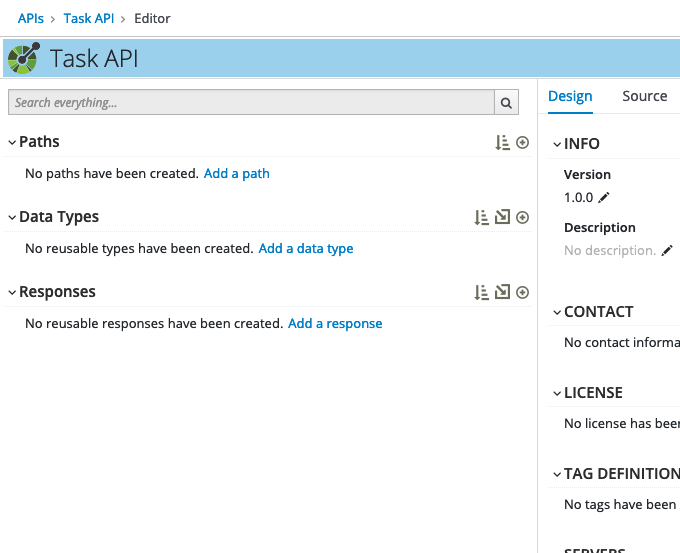 APIs > Task API > Editor
Task API
Search everything...
Design Source
Paths
No paths have been created. Add a path
Data Types
No reusable types have been created. Add a data type
Responses
No reusable responses have been created. Add a response
INFO
Version
1.0.0
Description
No description.
CONTACT
No contact informa
LICENSE
No license has been
TAG DEFINITION
No tags have been
SERVERS